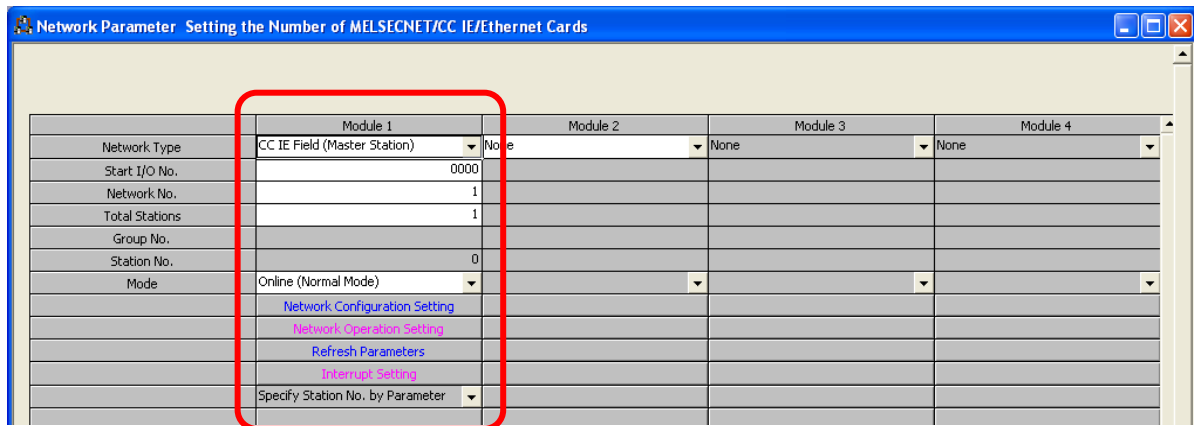 Network Parameter Setting the Number of MELSECNET/CC IE/Ethernet Cards
Module 1 Module 2 Module 3 Module 4
Network Type CC IE Field (Master Station) None None None
Start I/O No. 0000
Network No. 1
Total Stations 1
Group No.
Station No. 0
Mode Online (Normal Mode)
Network Configuration Setting
Network Operation Setting
Refresh Parameters
Interrupt Setting
Specify Station No. by Parameter